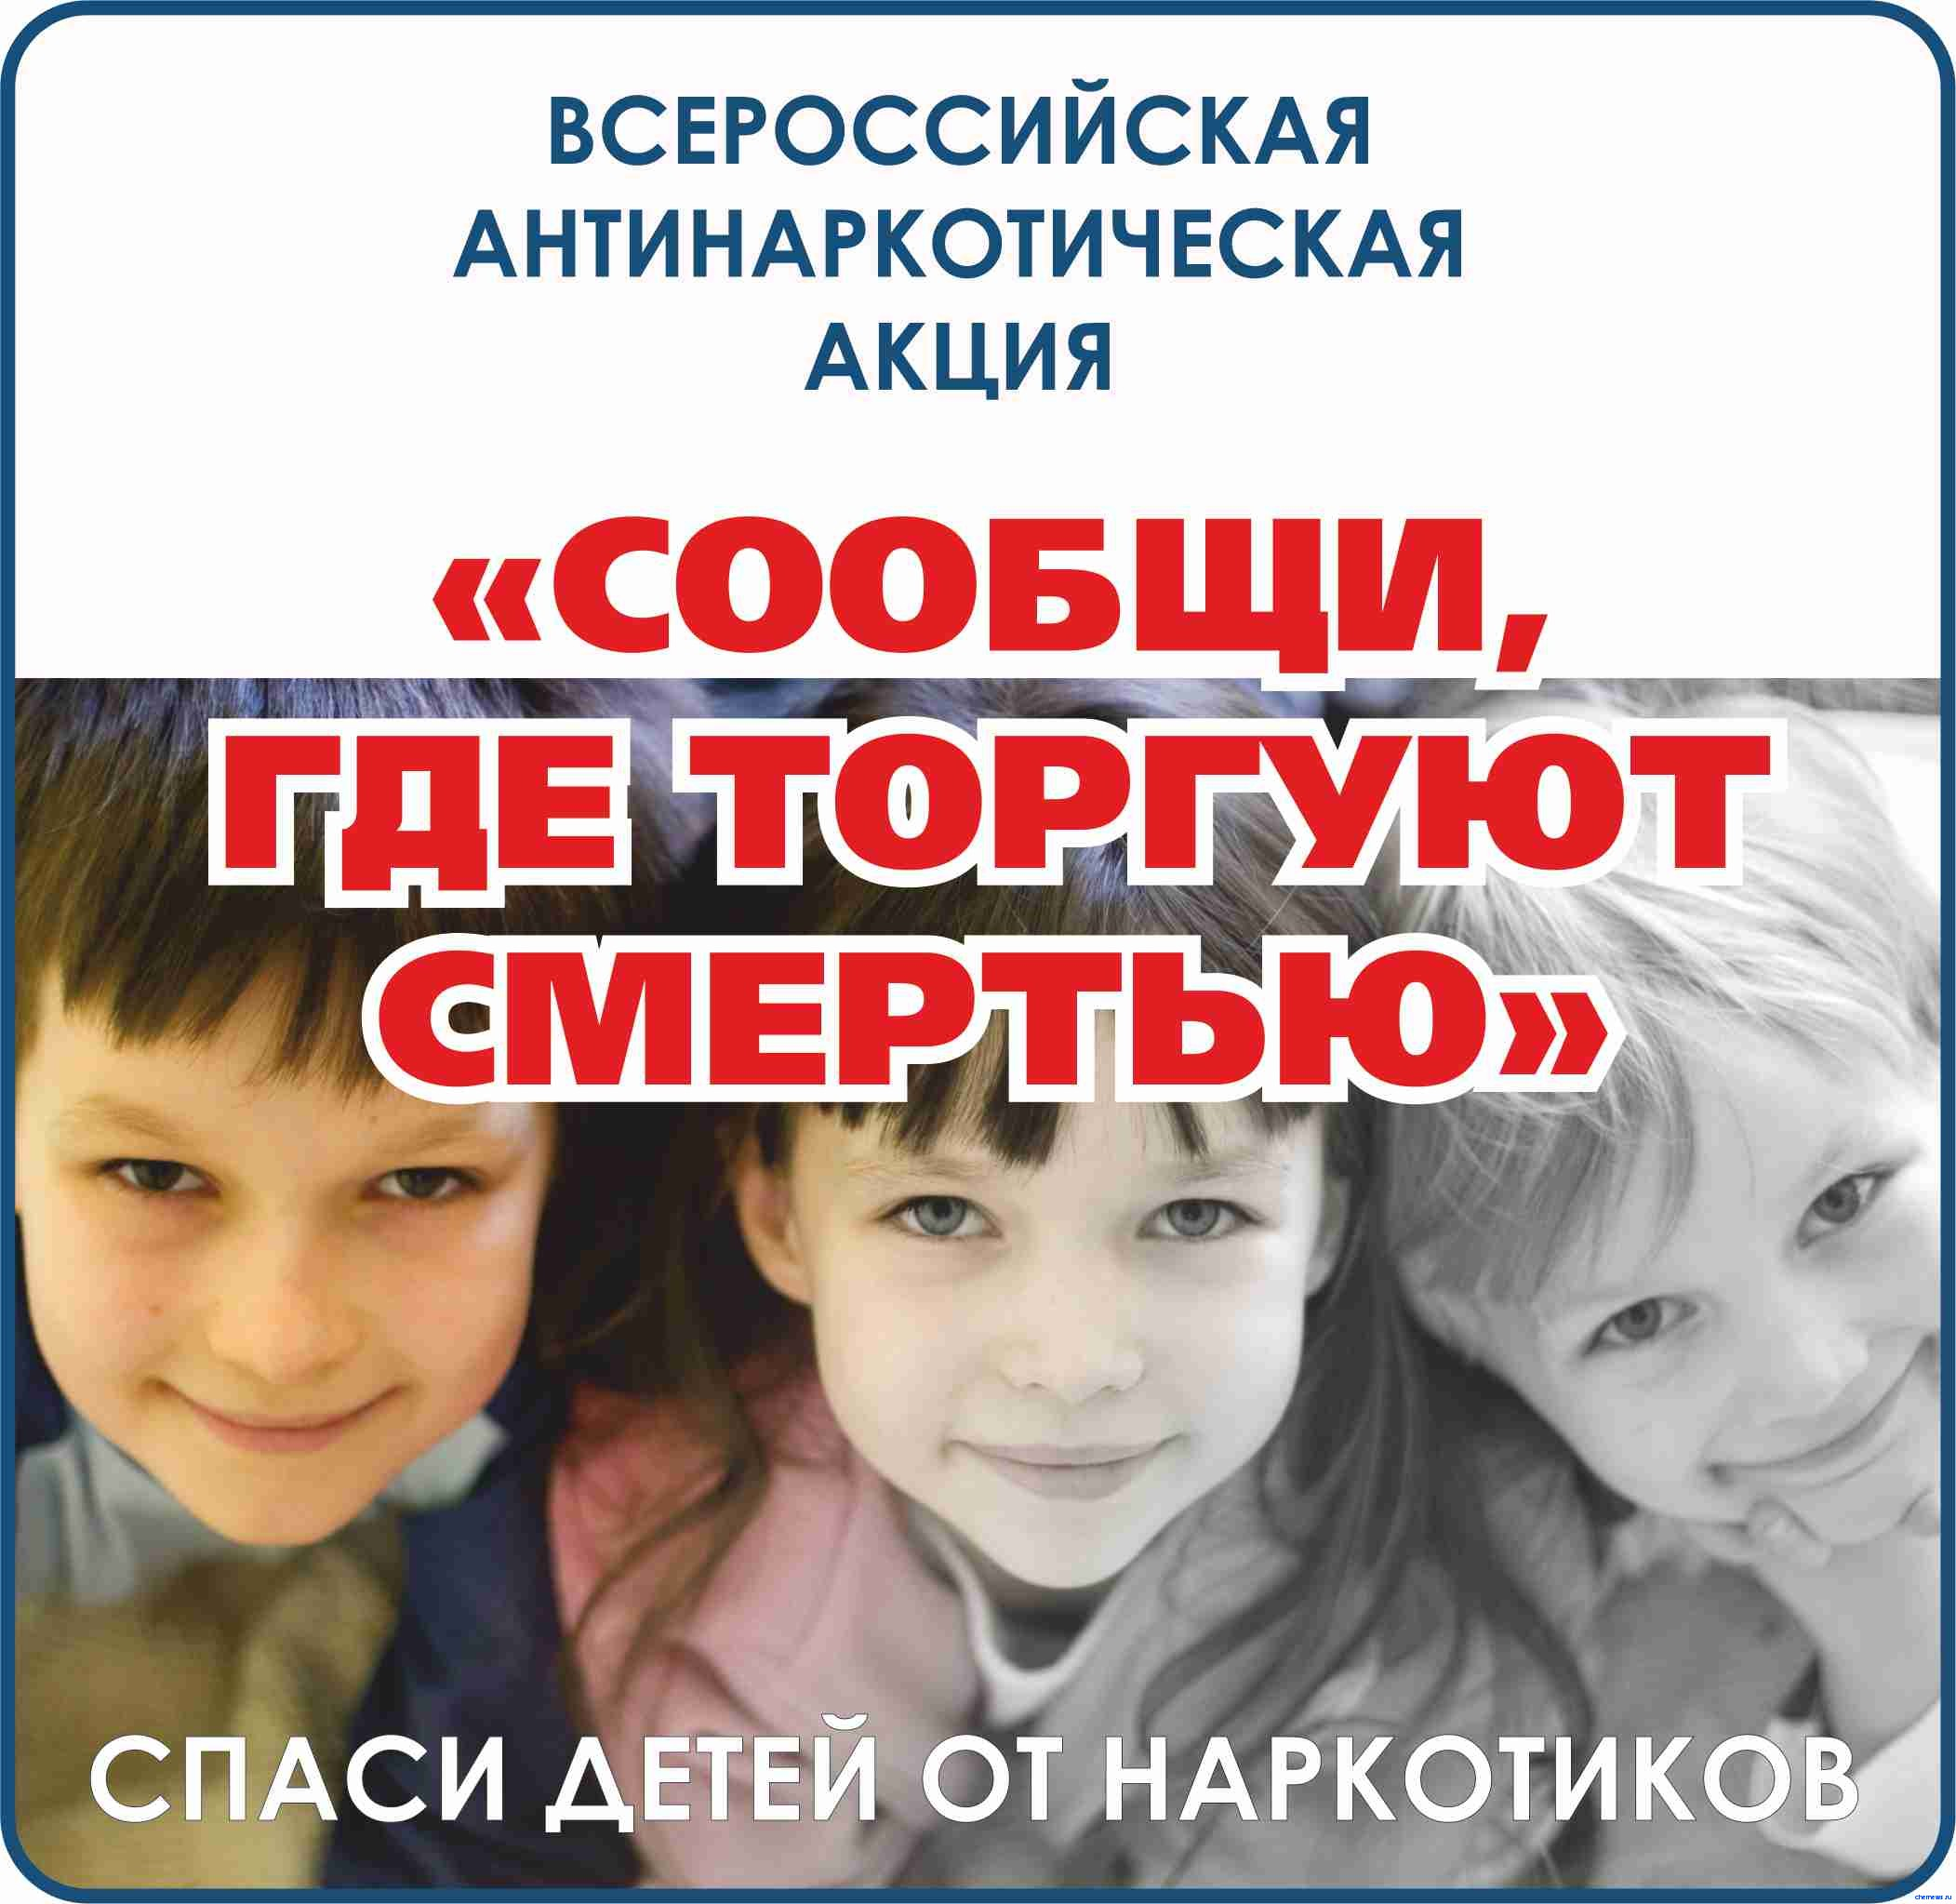 ВСЕРОССИЙСКАЯ
АНТИНАРКОТИЧЕСКАЯ
АКЦИЯ
«СООБЩИ,
ГДЕ ТОРГУЮТ
СМЕРТЬЮ»
СПАСИ ДЕТЕЙ ОТ НАРКОТИКОВ